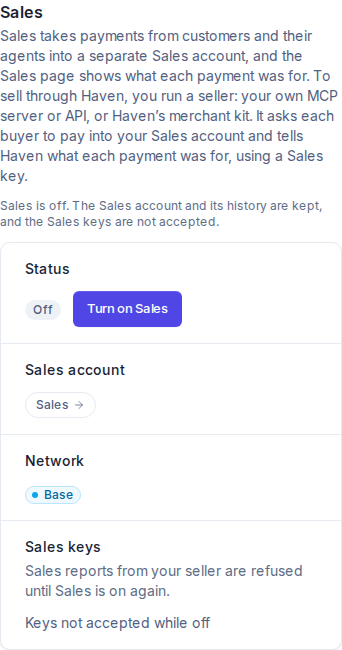 Sales
Sales takes payments from customers and their
agents into a separate Sales account, and the
Sales page shows what each payment was for. To
sell through Haven, you run a seller: your own MCP
server or API, or Haven’s merchant kit. It asks each
buyer to pay into your Sales account and tells
Haven what each payment was for, using a Sales
key.
Sales is off. The Sales account and its history are kept,
and the Sales keys are not accepted.
Status
Off
Turn on Sales
Sales account
Sales →
Network
Base
Sales keys
Sales reports from your seller are refused
until Sales is on again.
Keys not accepted while off